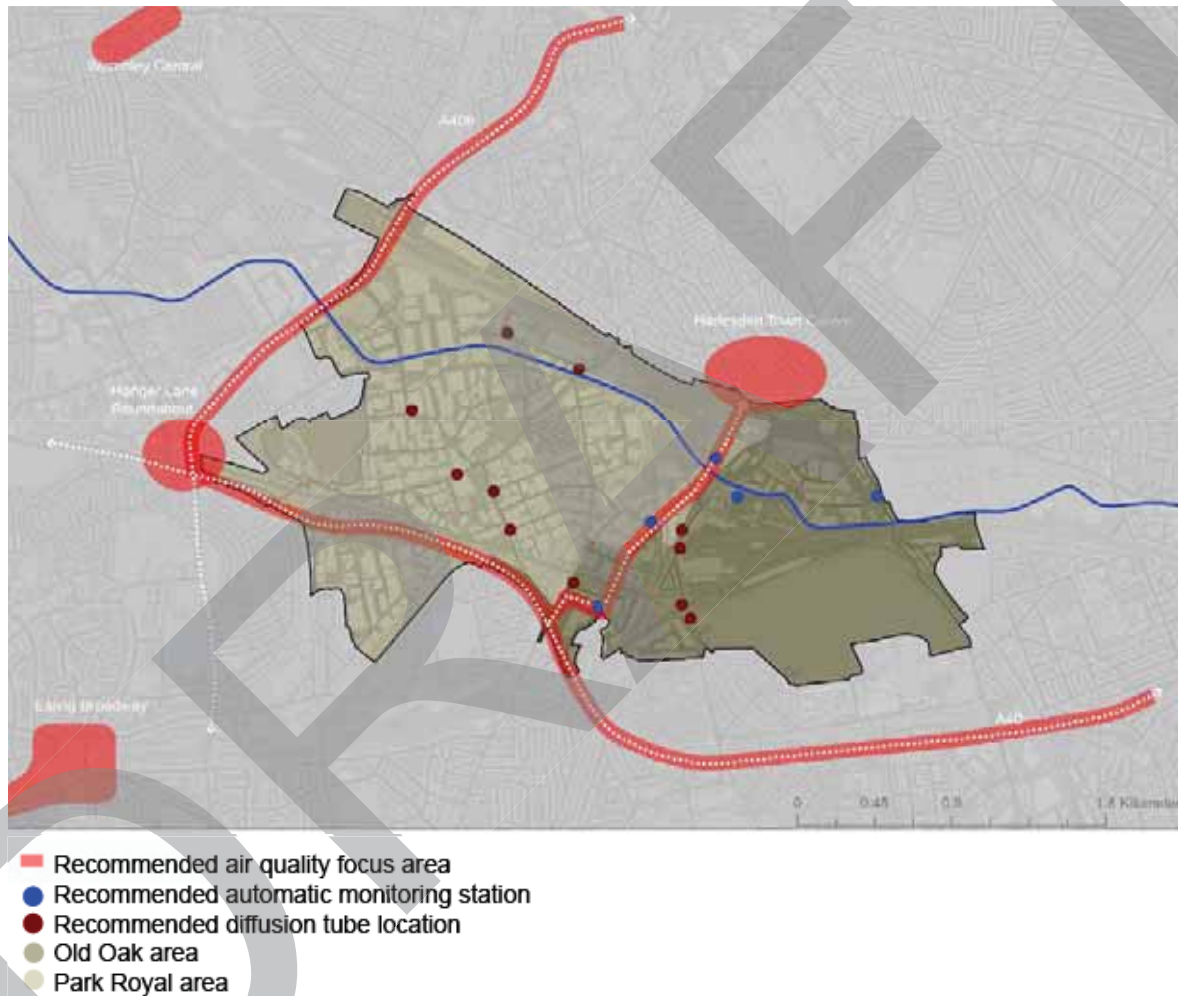 Wembley Central
A406
Harlesden Town Centre
Hanger Lane
Roundabout
Ealing Broadway
A40
0 0.45 0.9 1.8 Kilometers
Recommended air quality focus area
Recommended automatic monitoring station
Recommended diffusion tube location
Old Oak area
Park Royal area
DRAFT